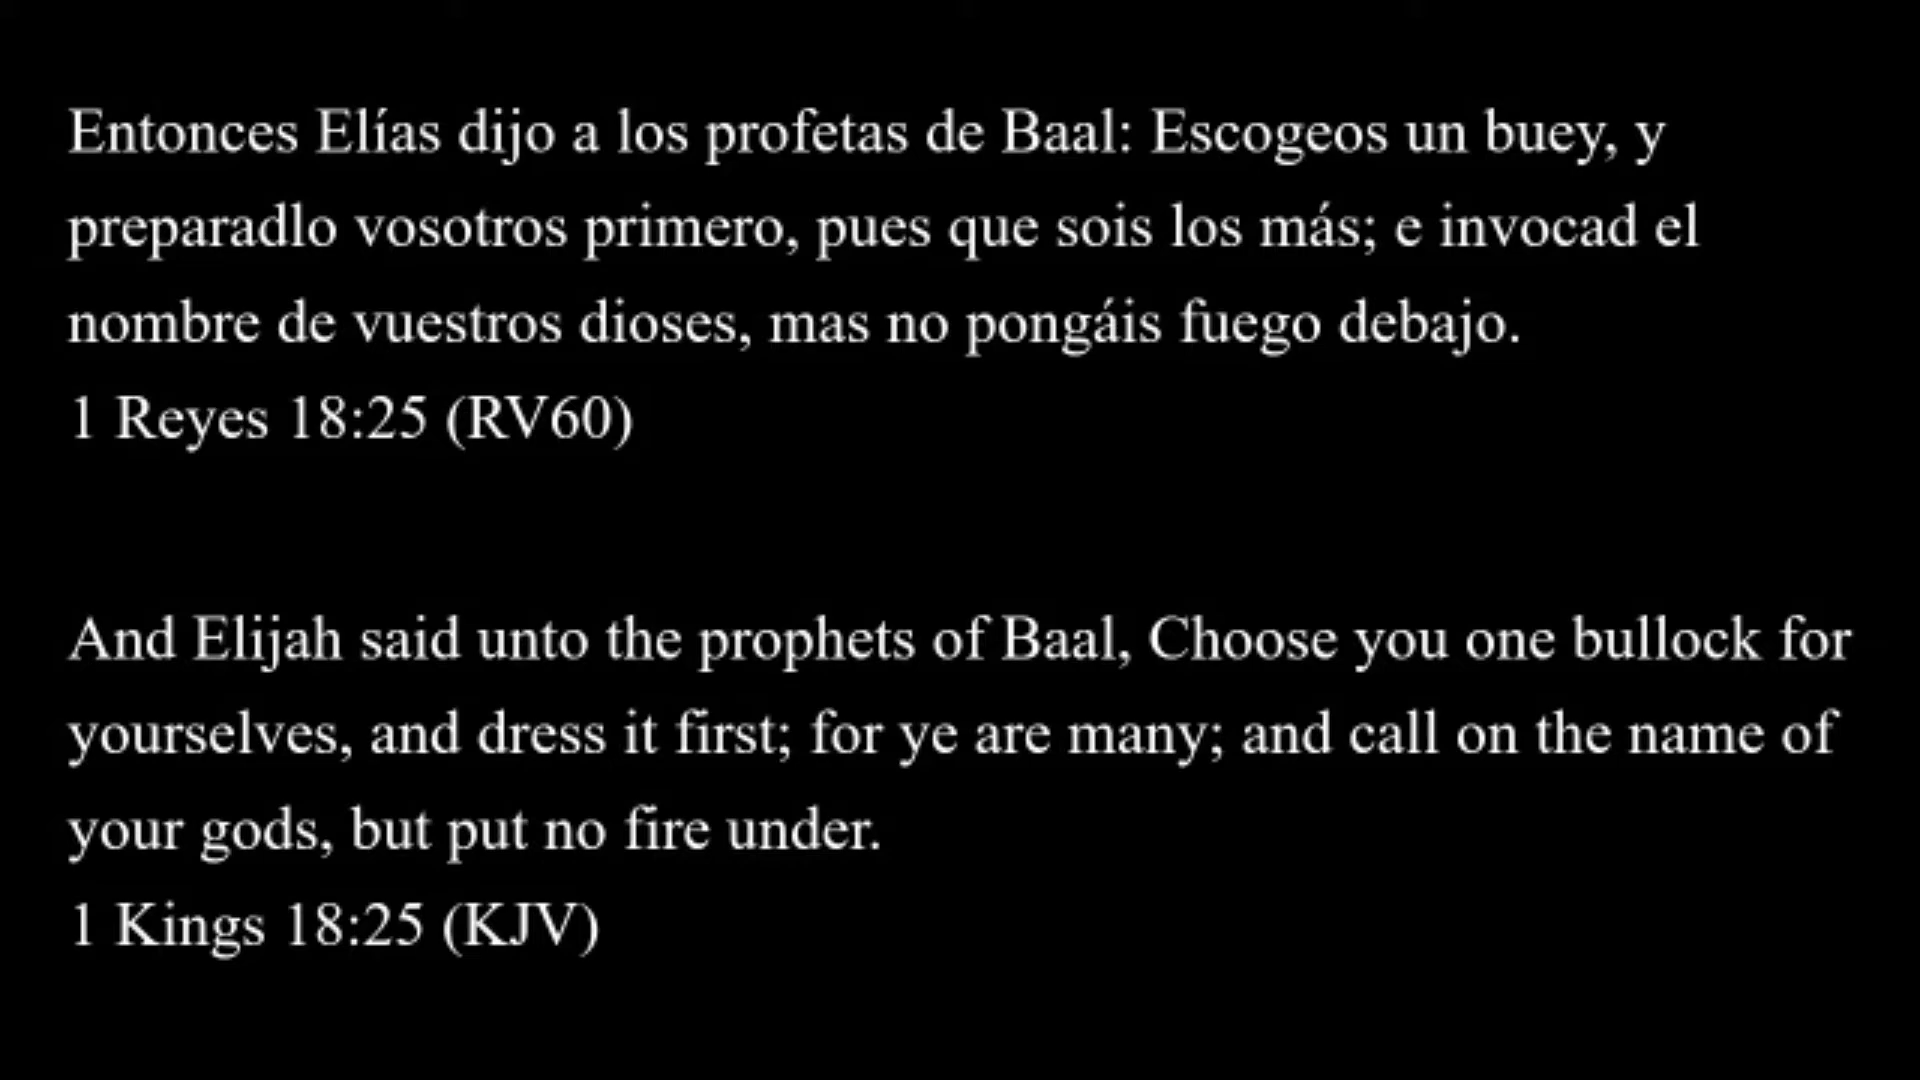 Entonces Elías dijo a los profetas de Baal: Escogeos un buey, y
preparadlo vosotros primero, pues que sois los más; e invocad el
nombre de vuestros dioses, mas no pongáis fuego debajo.
1 Reyes 18:25 (RV60)
And Elijah said unto the prophets of Baal, Choose you one bullock for
yourselves, and dress it first; for ye are many; and call on the name of
your gods, but put no fire under.
1 Kings 18:25 (KJV)